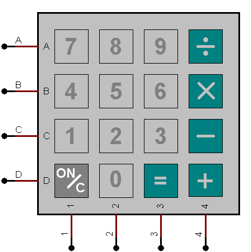 A A 7 8 9 ÷
B B 4 5 6 ×
C C 1 2 3 −
D D ON/C 0 = +
1 2 3 4
1 2 3 4